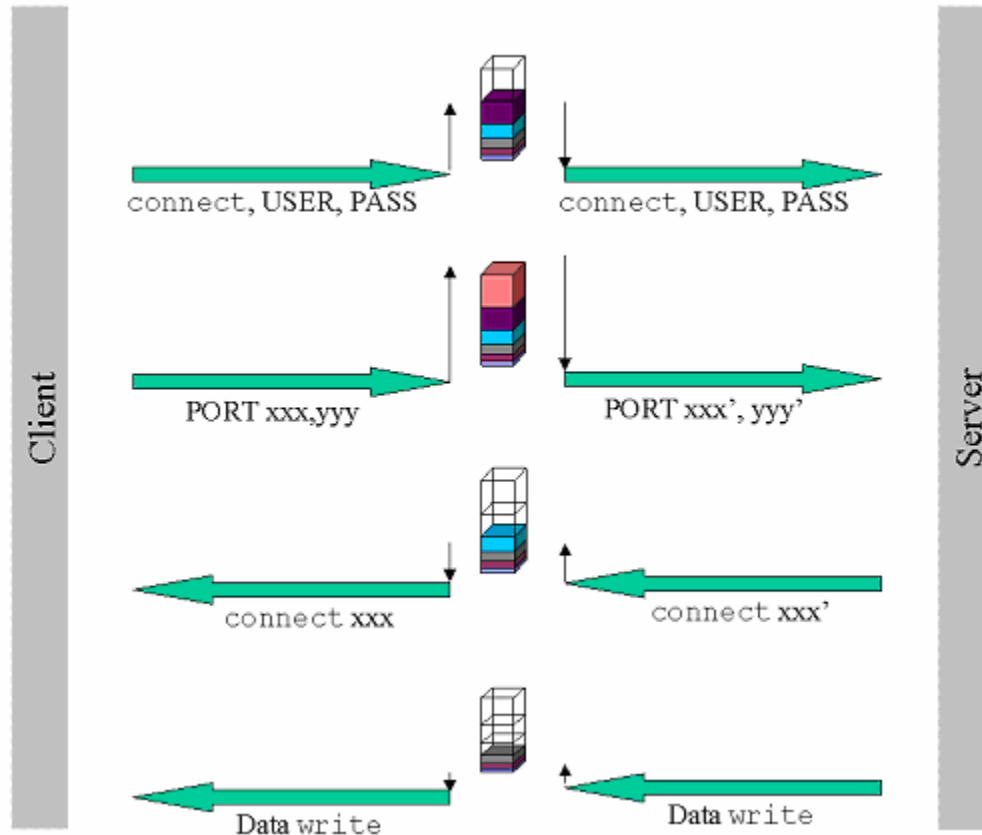 connect, USER, PASS
connect, USER, PASS
PORT xxx,yyy
PORT xxx’, yyy’
Client
Server
connect xxx
connect xxx’
Data write
Data write